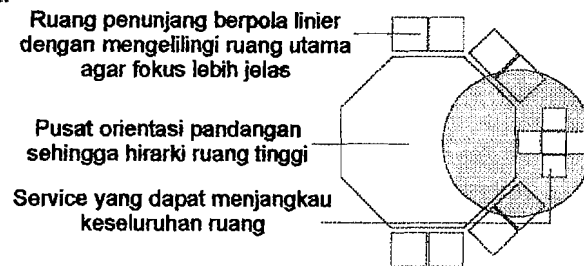 Ruang penunjang berpola linier
dengan mengelilingi ruang utama
agar fokus lebih jelas
Pusat orientasi pandangan
sehingga hirarki ruang tinggi
Service yang dapat menjangkau
keseluruhan ruang